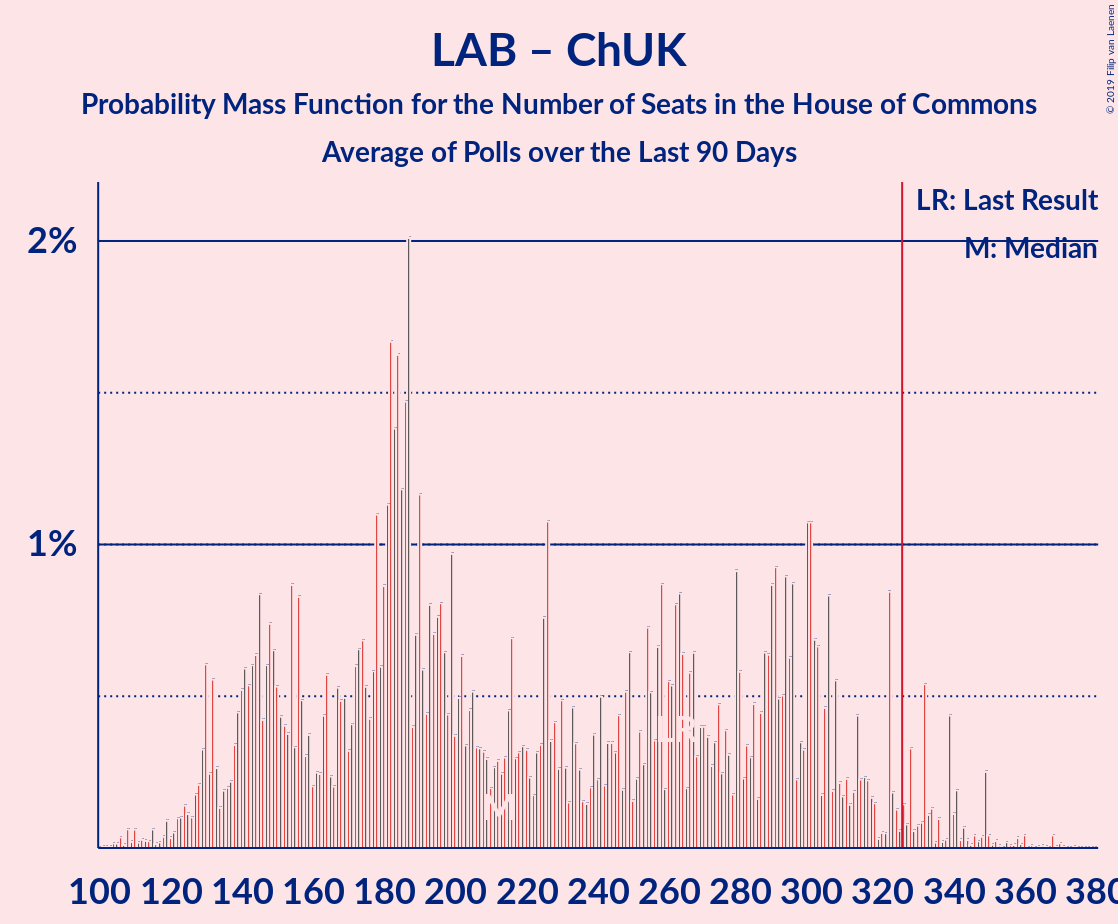 LAB – ChUK
Probability Mass Function for the Number of Seats in the House of Commons
Average of Polls over the Last 90 Days
© 2019 Filip van Laenen
LR: Last Result
M: Median
2%
1%
LR
M
100 120 140 160 180 200 220 240 260 280 300 320 340 360 380